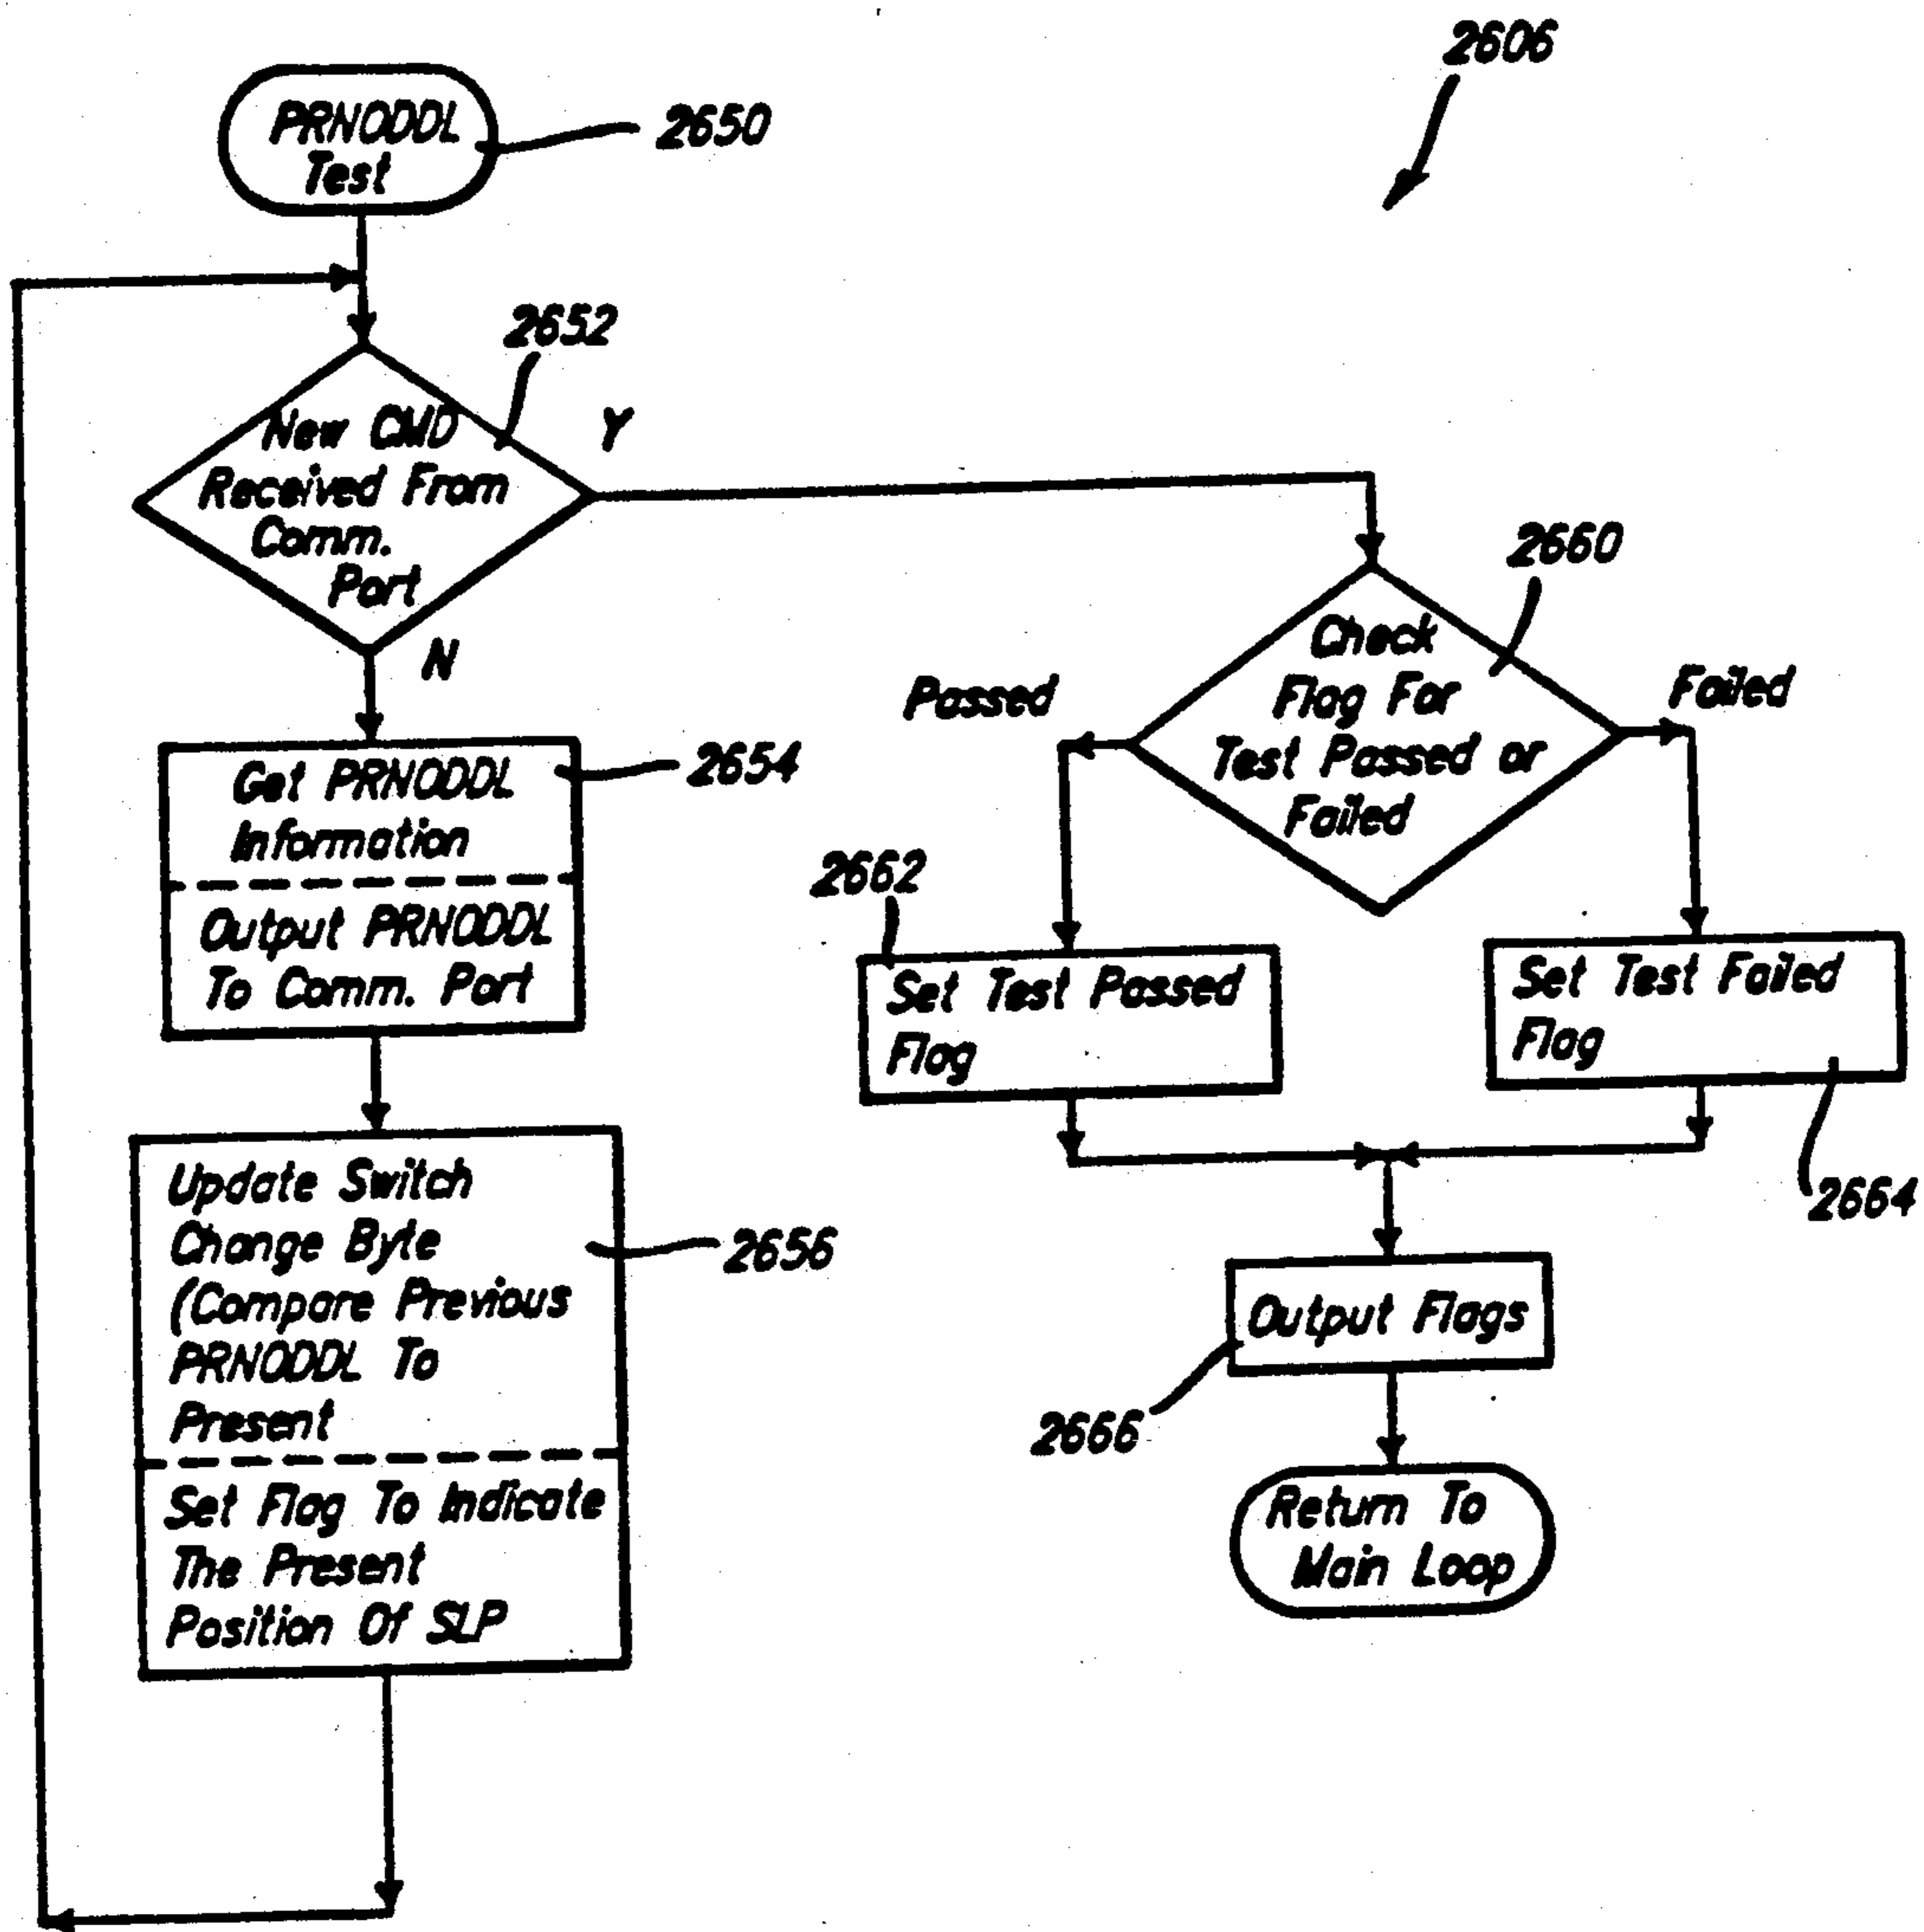 2606
PRNODDL
Test
2650
2652
New CMD
Received From
Comm.
Port
Y
N
2660
Check
Flag For
Test Passed or
Failed
Passed
Failed
Get PRNODDL
Information
Output PRNODDL
To Comm. Port
2654
2662
Set Test Passed
Flag
Set Test Failed
Flag
2664
Update Switch
Change Byte
(Compare Previous
PRNODDL To
Present
Set Flag To Indicate
The Present
Position Of SLP
2656
Output Flags
2666
Return To
Main Loop